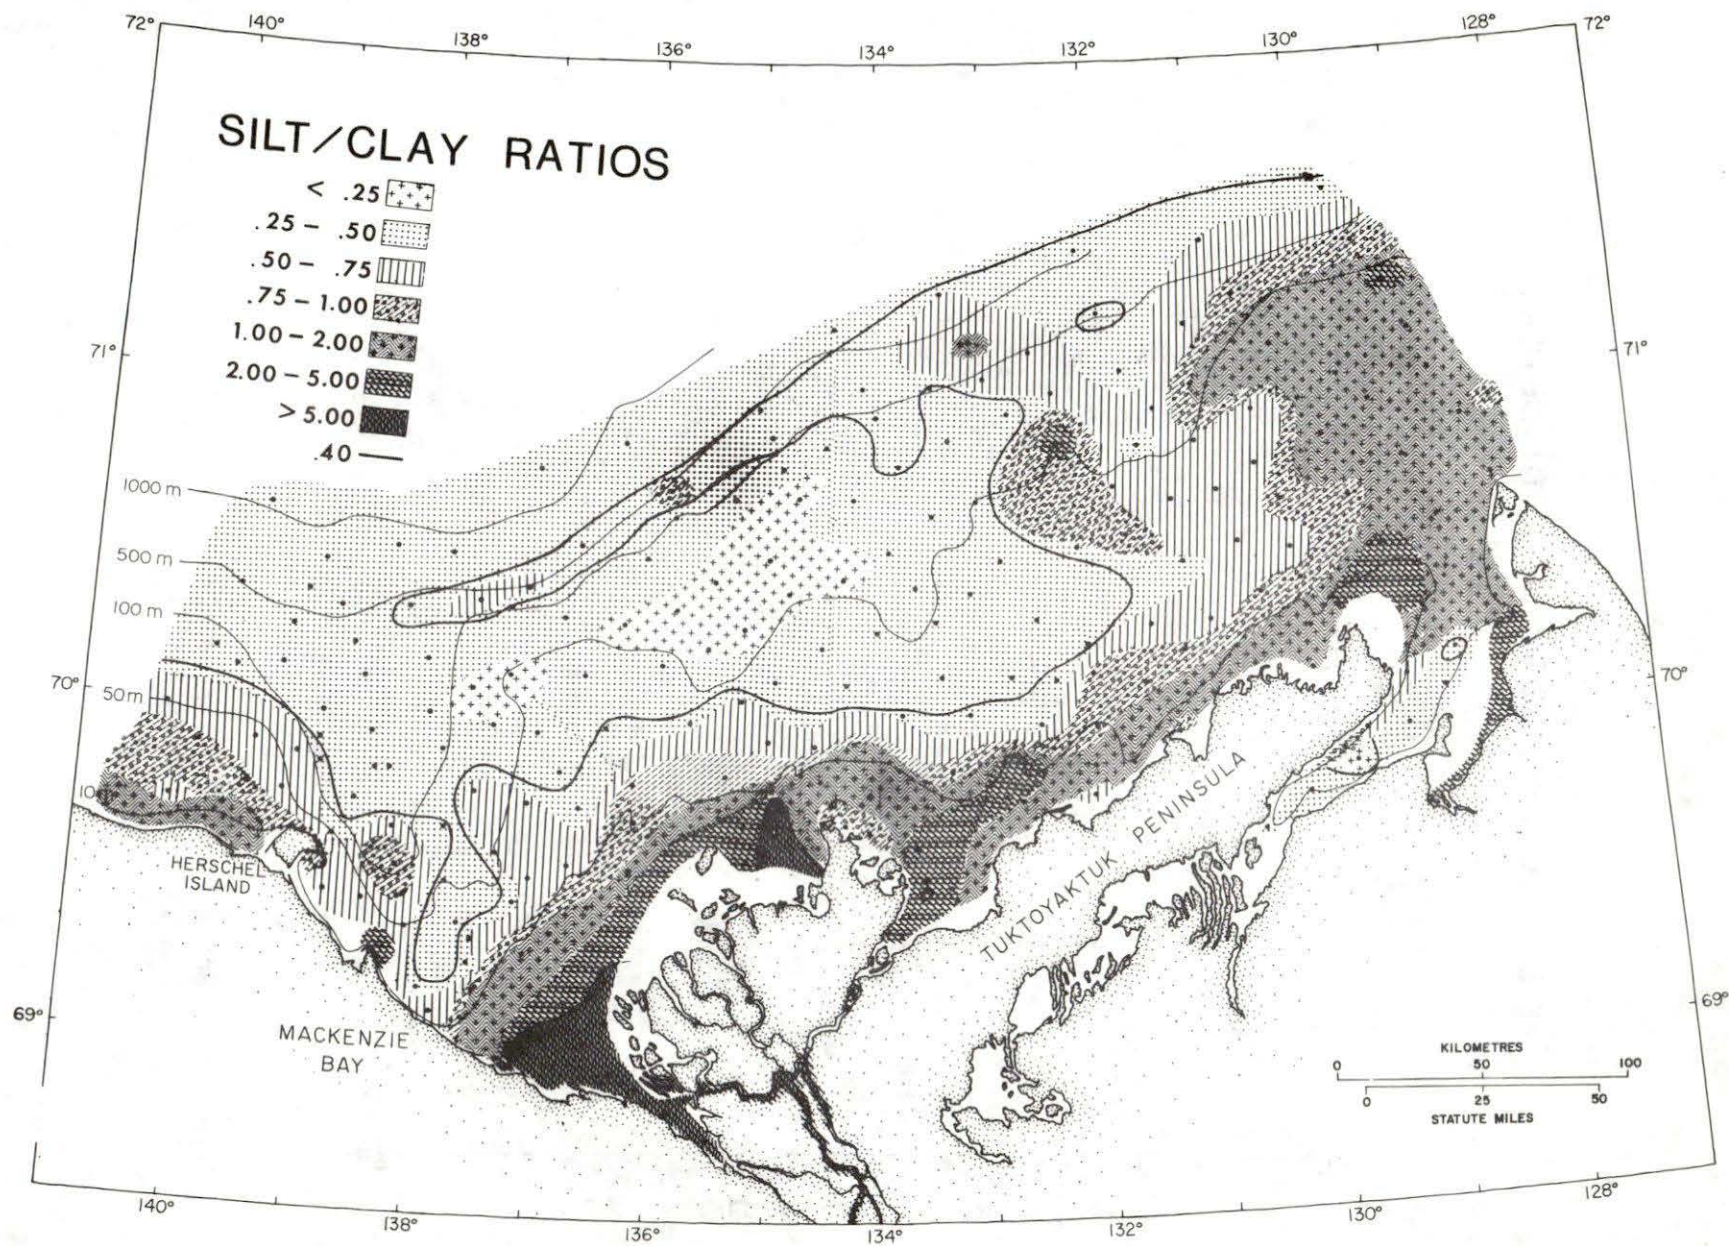 72° 140° 138° 136° 134° 132° 130° 128° 72°
SILT/CLAY RATIOS
< .25
.25 - .50
.50 - .75
.75 - 1.00
1.00 - 2.00
2.00 - 5.00
> 5.00
.40
71° 71°
1000 m
500 m
100 m
70° 70°
50 m
HERSCHEL
ISLAND
TUKTOYAKTUK PENINSULA
69° 69°
MACKENZIE
BAY
KILOMETRES
0 50 100
0 25 50
STATUTE MILES
140° 138° 136° 134° 132° 130° 128°